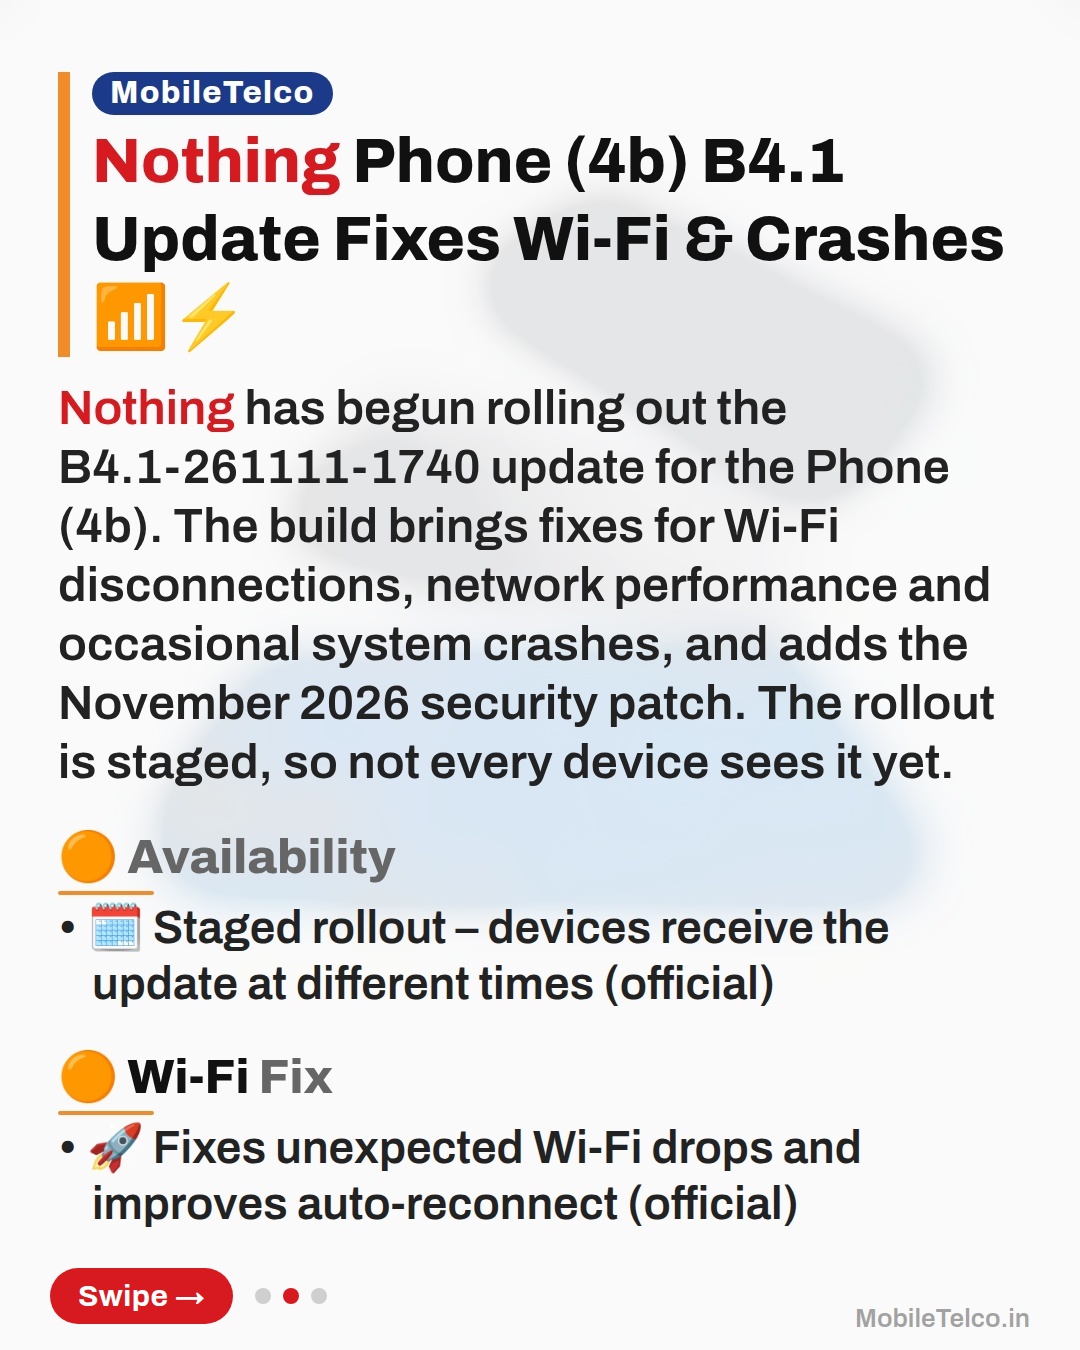 MobileTelco
Nothing Phone (4b) B4.1
Update Fixes Wi-Fi & Crashes
📶⚡
Nothing has begun rolling out the
B4.1-261111-1740 update for the Phone
(4b). The build brings fixes for Wi-Fi
disconnections, network performance and
occasional system crashes, and adds the
November 2026 security patch. The rollout
is staged, so not every device sees it yet.
🟠 Availability
• 🗓️ Staged rollout – devices receive the
update at different times (official)
🟠 Wi-Fi Fix
• 🚀 Fixes unexpected Wi-Fi drops and
improves auto-reconnect (official)
Swipe →
MobileTelco.in